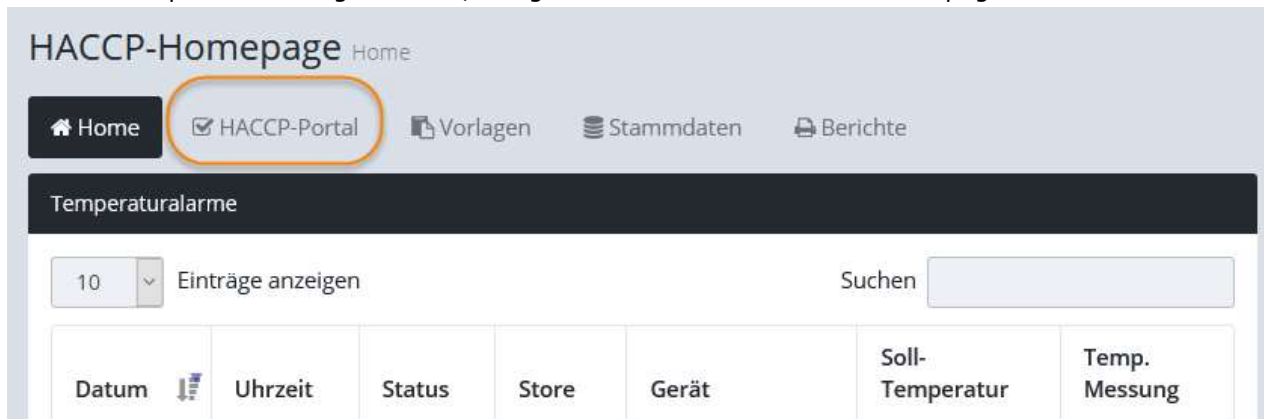 HACCP-Homepage Home
Home HACCP-Portal Vorlagen Stammdaten Berichte
Temperaturalarme
10 Einträge anzeigen Suchen
Datum Uhrzeit Status Store Gerät Soll-Temperatur Temp. Messung